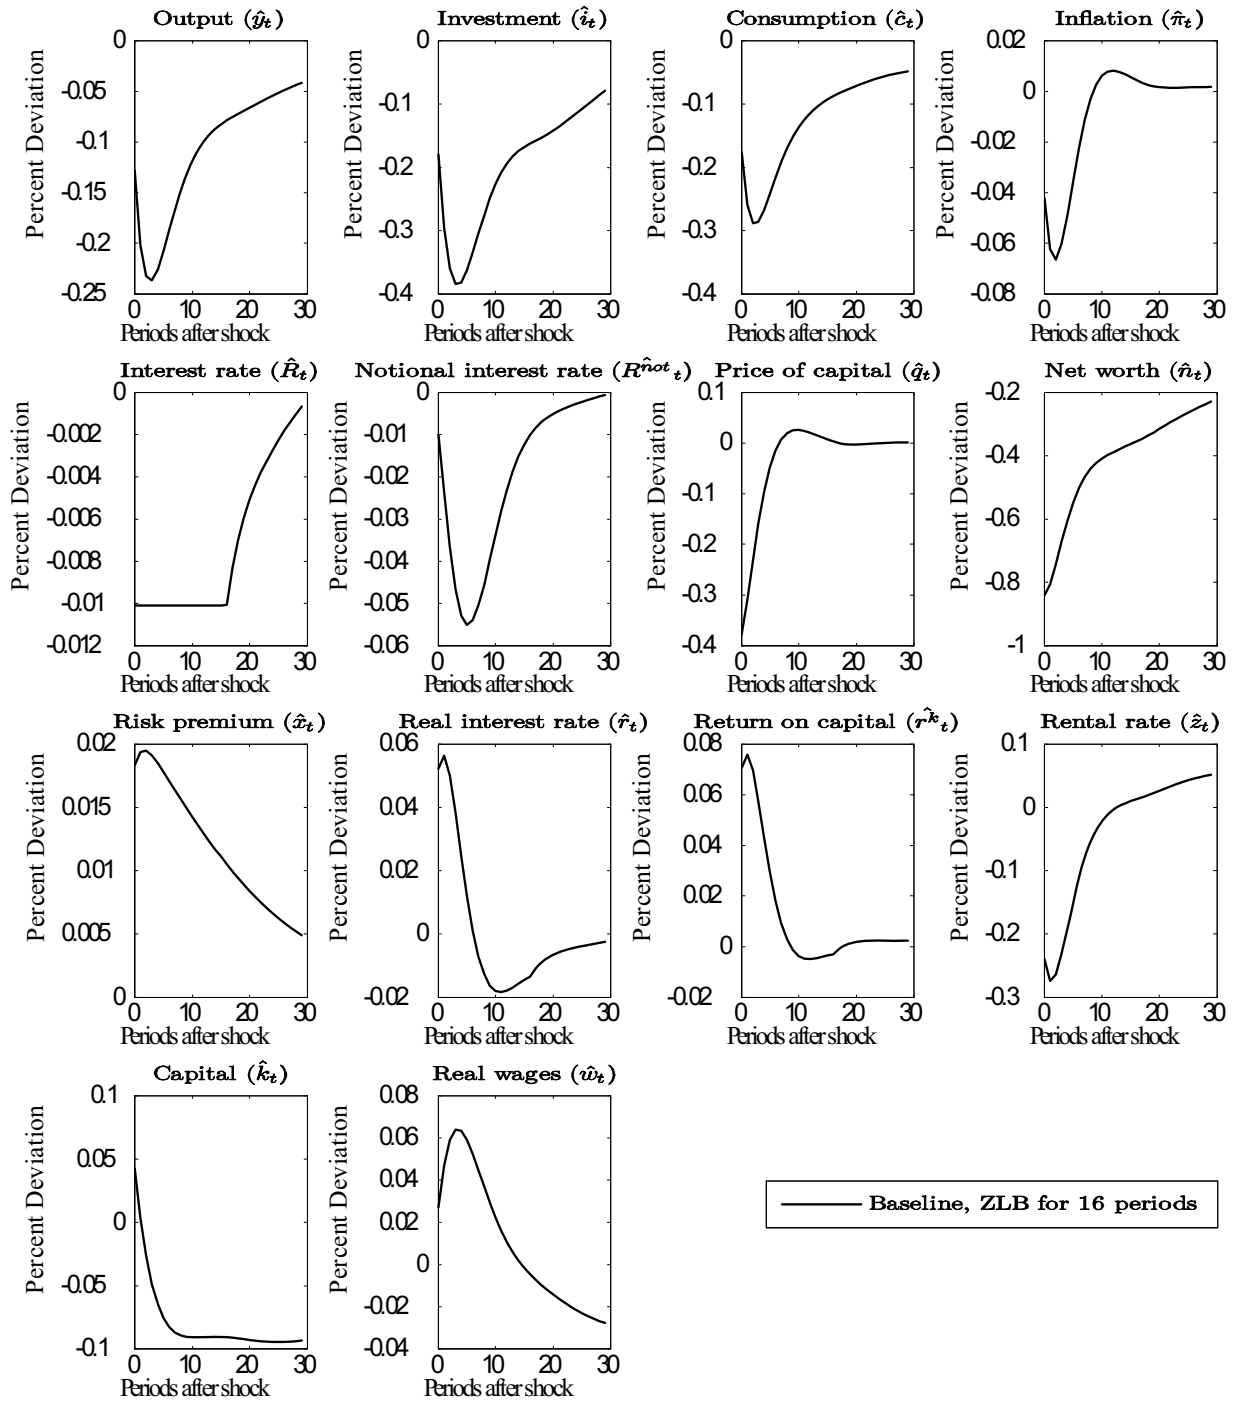 Output (ŷₜ)
Percent Deviation
0
-0.05
-0.1
-0.15
-0.2
-0.25
0 10 20 30
Periods after shock
Investment (îₜ)
Percent Deviation
0
-0.1
-0.2
-0.3
-0.4
0 10 20 30
Periods after shock
Consumption (ĉₜ)
Percent Deviation
0
-0.1
-0.2
-0.3
-0.4
0 10 20 30
Periods after shock
Inflation (π̂ₜ)
Percent Deviation
0.02
0
-0.02
-0.04
-0.06
-0.08
0 10 20 30
Periods after shock
Interest rate (R̂ₜ)
Percent Deviation
0
-0.002
-0.004
-0.006
-0.008
-0.01
-0.012
0 10 20 30
Periods after shock
Notional interest rate (R^n̂otₜ)
Percent Deviation
0
-0.01
-0.02
-0.03
-0.04
-0.05
-0.06
0 10 20 30
Periods after shock
Price of capital (q̂ₜ)
Percent Deviation
0.1
0
-0.1
-0.2
-0.3
-0.4
0 10 20 30
Periods after shock
Net worth (n̂ₜ)
Percent Deviation
-0.2
-0.4
-0.6
-0.8
-1
0 10 20 30
Periods after shock
Risk premium (x̂ₜ)
Percent Deviation
0.02
0.015
0.01
0.005
0
0 10 20 30
Periods after shock
Real interest rate (r̂ₜ)
Percent Deviation
0.06
0.04
0.02
0
-0.02
0 10 20 30
Periods after shock
Return on capital (r̂ᵏₜ)
Percent Deviation
0.08
0.06
0.04
0.02
0
-0.02
0 10 20 30
Periods after shock
Rental rate (ẑₜ)
Percent Deviation
0.1
0
-0.1
-0.2
-0.3
0 10 20 30
Periods after shock
Capital (k̂ₜ)
Percent Deviation
0.1
0.05
0
-0.05
-0.1
0 10 20 30
Periods after shock
Real wages (ŵₜ)
Percent Deviation
0.08
0.06
0.04
0.02
0
-0.02
-0.04
0 10 20 30
Periods after shock
Baseline, ZLB for 16 periods